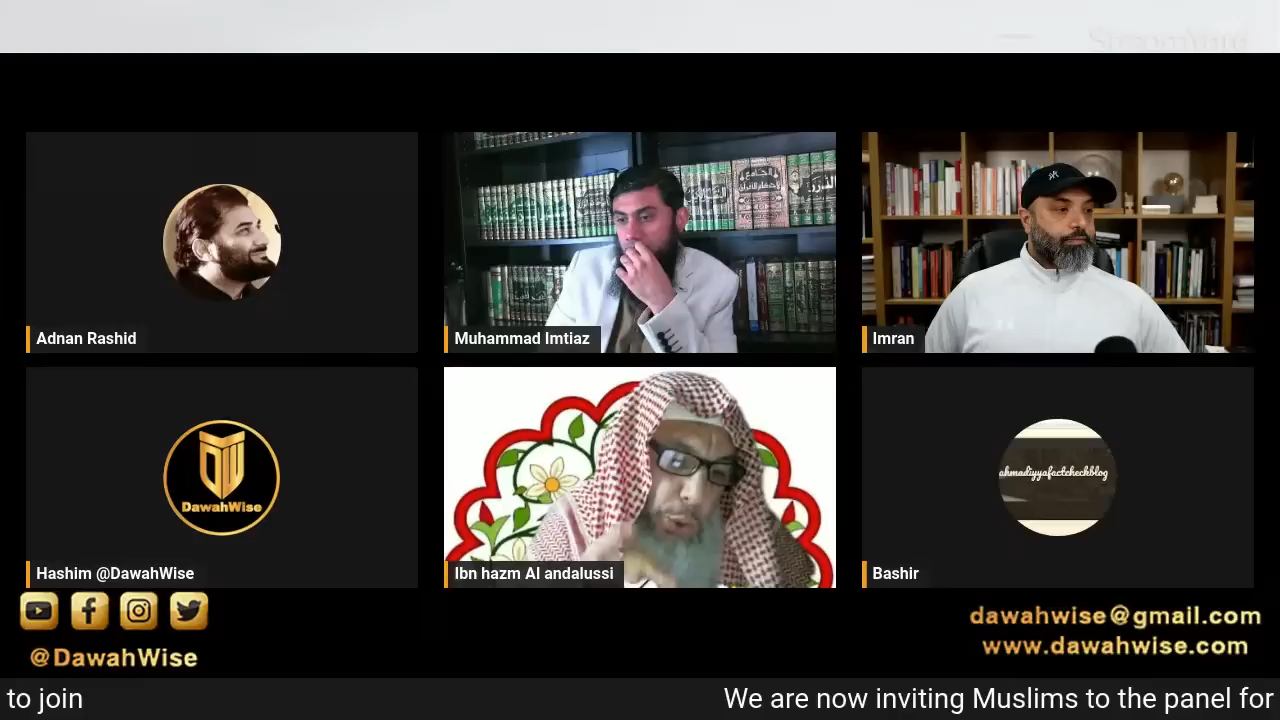 Adnan Rashid
Muhammad Imtiaz
Imran
DawahWise
Hashim @DawahWise
Ibn hazm Al andalussi
ahmadiyyafactcheckblog
Bashir
@DawahWise
dawahwise@gmail.com
www.dawahwise.com
to join
We are now inviting Muslims to the panel for